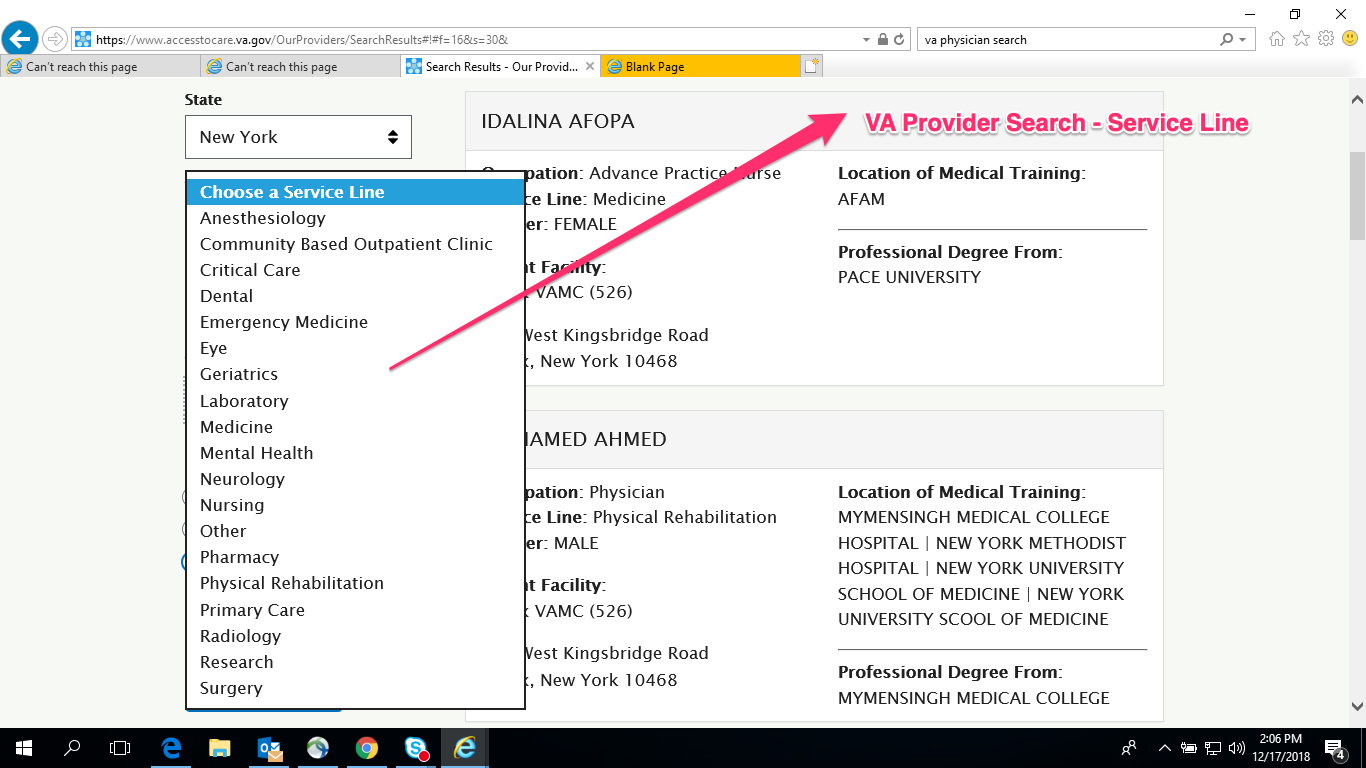 https://www.accesstocare.va.gov/OurProviders/SearchResults#!#f=16&s=30&
va physician search
Can't reach this page
Can't reach this page
Search Results - Our Provid...
Blank Page
State
New York
Choose a Service Line
Anesthesiology
Community Based Outpatient Clinic
Critical Care
Dental
Emergency Medicine
Eye
Geriatrics
Laboratory
Medicine
Mental Health
Neurology
Nursing
Other
Pharmacy
Physical Rehabilitation
Primary Care
Radiology
Research
Surgery
VA Provider Search - Service Line
IDALINA AFOPA
Advance Practice Nurse
Line: Medicine
FEMALE
Facility:
VAMC (526)
West Kingsbridge Road
, New York 10468
Location of Medical Training:
AFAM
Professional Degree From:
PACE UNIVERSITY
AHMED
Physician
Line: Physical Rehabilitation
MALE
Facility:
VAMC (526)
West Kingsbridge Road
, New York 10468
Location of Medical Training:
MYMENSINGH MEDICAL COLLEGE
HOSPITAL | NEW YORK METHODIST
HOSPITAL | NEW YORK UNIVERSITY
SCHOOL OF MEDICINE | NEW YORK
UNIVERSITY SCOOL OF MEDICINE
Professional Degree From:
MYMENSINGH MEDICAL COLLEGE
2:06 PM
12/17/2018
4